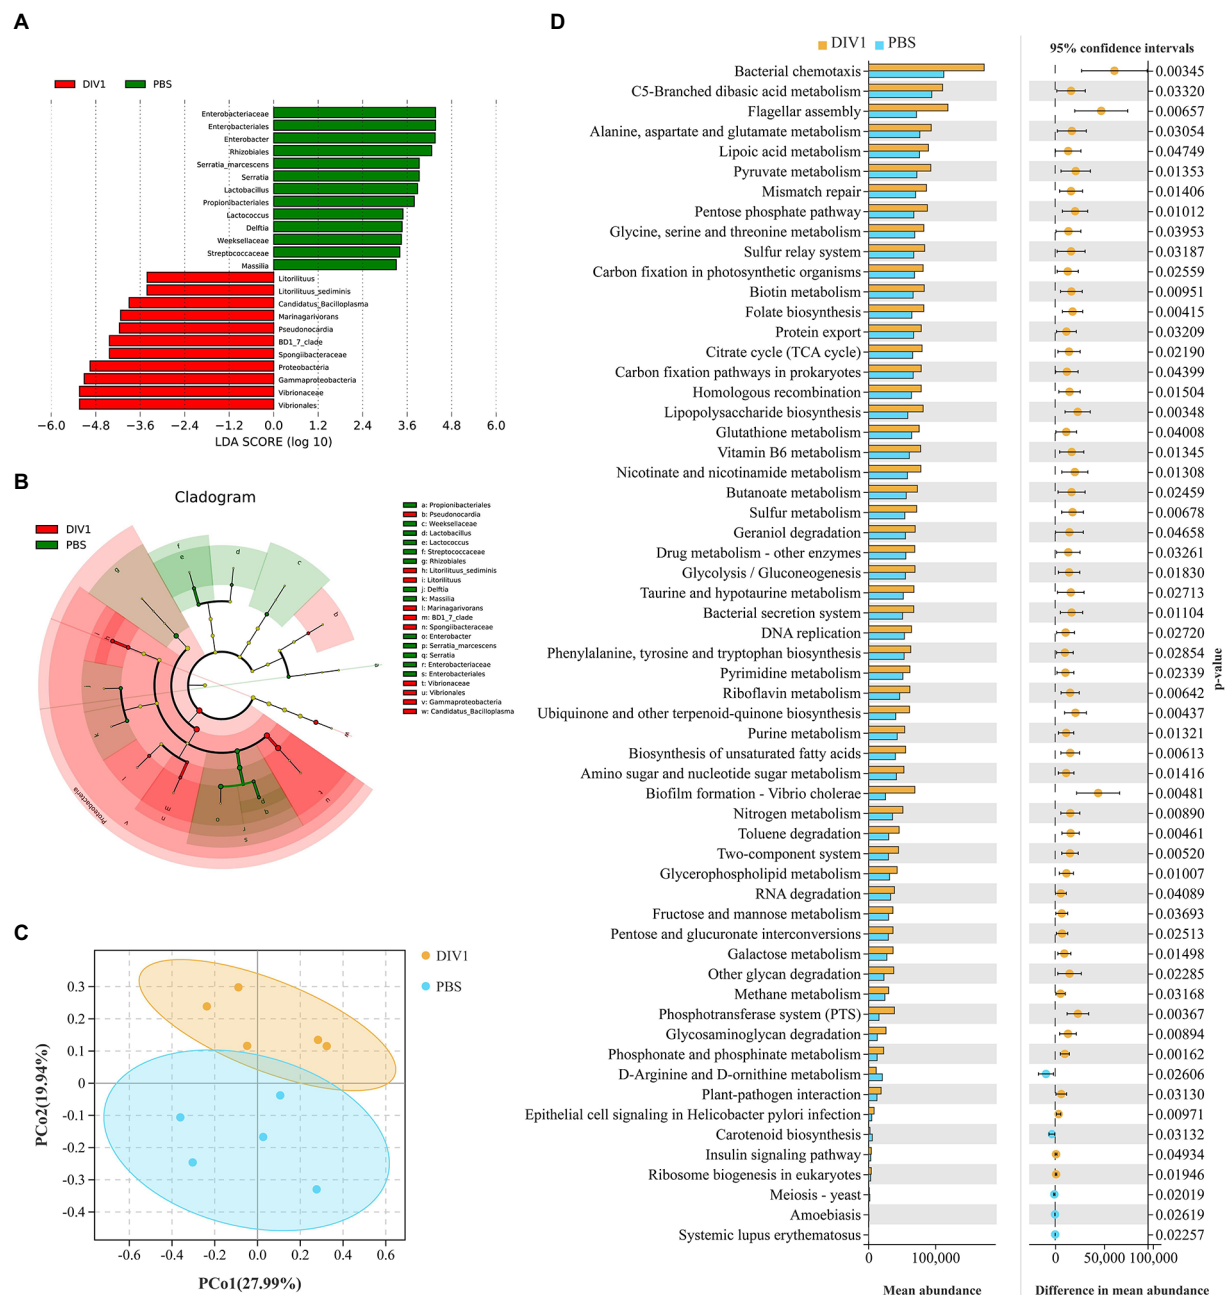 A
DIV1 PBS
Enterobacteriaceae
Enterobacteriales
Enterobacter
Rhizobiales
Serratia_marcescens
Serratia
Lactobacillus
Propionibacteriales
Lactococcus
Delftia
Weeksellaceae
Streptococcaceae
Massilia
Litorilituus
Litorilituus_sediminis
Candidatus_Bacilloplasma
Marinagarivorans
Pseudonocardia
BD1_7_clade
Spongiibacteraceae
Proteobacteria
Gammaproteobacteria
Vibrionaceae
Vibrionales
−6.0 −4.8 −3.6 −2.4 −1.2 0.0 1.2 2.4 3.6 4.8 6.0
LDA SCORE (log 10)
B
Cladogram
DIV1
PBS
a: Propionibacteriales
b: Pseudonocardia
c: Weeksellaceae
d: Lactobacillus
e: Lactococcus
f: Streptococcaceae
g: Rhizobiales
h: Litorilituus_sediminis
i: Litorilituus
j: Delftia
k: Massilia
l: Marinagarivorans
m: BD1_7_clade
n: Spongiibacteraceae
o: Enterobacter
p: Serratia_marcescens
q: Serratia
r: Enterobacteriaceae
s: Enterobacteriales
t: Vibrionaceae
u: Vibrionales
v: Gammaproteobacteria
w: Candidatus_Bacilloplasma
f
e
d
c
k
l
m
n
o
r
s
t
u
v
Proteobacteria
C
DIV1
PBS
0.3
0.2
0.1
0
-0.1
-0.2
-0.3
-0.4
PCo2(19.94%)
-0.6 -0.4 -0.2 0.0 0.2 0.4 0.6
PCo1(27.99%)
D
DIV1 PBS
95% confidence intervals
Bacterial chemotaxis 0.00345
C5-Branched dibasic acid metabolism 0.03320
Flagellar assembly 0.00657
Alanine, aspartate and glutamate metabolism 0.03054
Lipoic acid metabolism 0.04749
Pyruvate metabolism 0.01353
Mismatch repair 0.01406
Pentose phosphate pathway 0.01012
Glycine, serine and threonine metabolism 0.03953
Sulfur relay system 0.03187
Carbon fixation in photosynthetic organisms 0.02559
Biotin metabolism 0.00951
Folate biosynthesis 0.00415
Protein export 0.03209
Citrate cycle (TCA cycle) 0.02190
Carbon fixation pathways in prokaryotes 0.04399
Homologous recombination 0.01504
Lipopolysaccharide biosynthesis 0.00348
Glutathione metabolism 0.04008
Vitamin B6 metabolism 0.01345
Nicotinate and nicotinamide metabolism 0.01308
Butanoate metabolism 0.02459
Sulfur metabolism 0.00678
Geraniol degradation 0.04658
Drug metabolism - other enzymes 0.03261
Glycolysis / Gluconeogenesis 0.01830
Taurine and hypotaurine metabolism 0.02713
Bacterial secretion system 0.01104
DNA replication 0.02720
Phenylalanine, tyrosine and tryptophan biosynthesis 0.02854
Pyrimidine metabolism 0.02339
Riboflavin metabolism 0.00642
Ubiquinone and other terpenoid-quinone biosynthesis 0.00437
Purine metabolism 0.01321
Biosynthesis of unsaturated fatty acids 0.00613
Amino sugar and nucleotide sugar metabolism 0.01416
Biofilm formation - Vibrio cholerae 0.00481
Nitrogen metabolism 0.00890
Toluene degradation 0.00461
Two-component system 0.00520
Glycerophospholipid metabolism 0.01007
RNA degradation 0.04089
Fructose and mannose metabolism 0.03693
Pentose and glucuronate interconversions 0.02513
Galactose metabolism 0.01498
Other glycan degradation 0.02285
Methane metabolism 0.03168
Phosphotransferase system (PTS) 0.00367
Glycosaminoglycan degradation 0.00894
Phosphonate and phosphinate metabolism 0.00162
D-Arginine and D-ornithine metabolism 0.02606
Plant-pathogen interaction 0.03130
Epithelial cell signaling in Helicobacter pylori infection 0.00971
Carotenoid biosynthesis 0.03132
Insulin signaling pathway 0.04934
Ribosome biogenesis in eukaryotes 0.01946
Meiosis - yeast 0.02019
Amoebiasis 0.02619
Systemic lupus erythematosus 0.02257
p-value
0 100,000 0 50,000 100,000
Mean abundance Difference in mean abundance